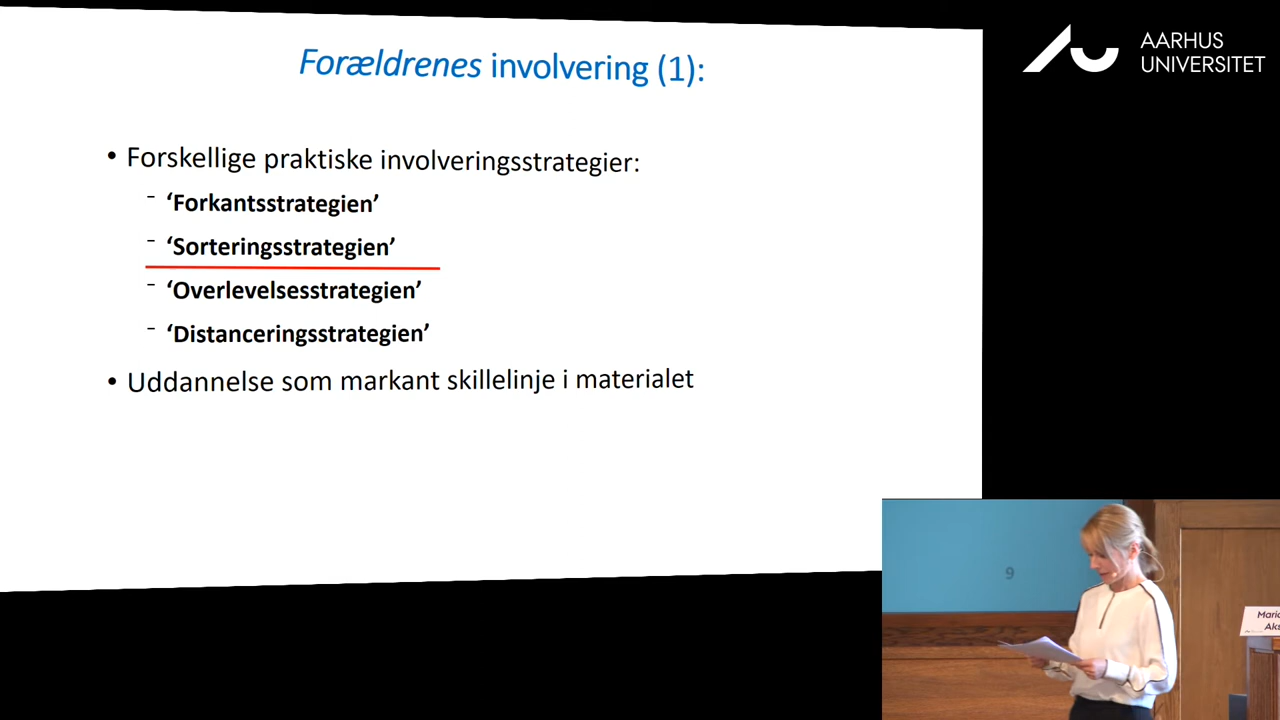 Forældrenes involvering (1):
• Forskellige praktiske involveringsstrategier:
- ‘Forkantsstrategien’
- ‘Sorteringsstrategien’
- ‘Overlevelsesstrategien’
- ‘Distanceringsstrategien’
• Uddannelse som markant skillelinje i materialet
AARHUS
UNIVERSITET
9